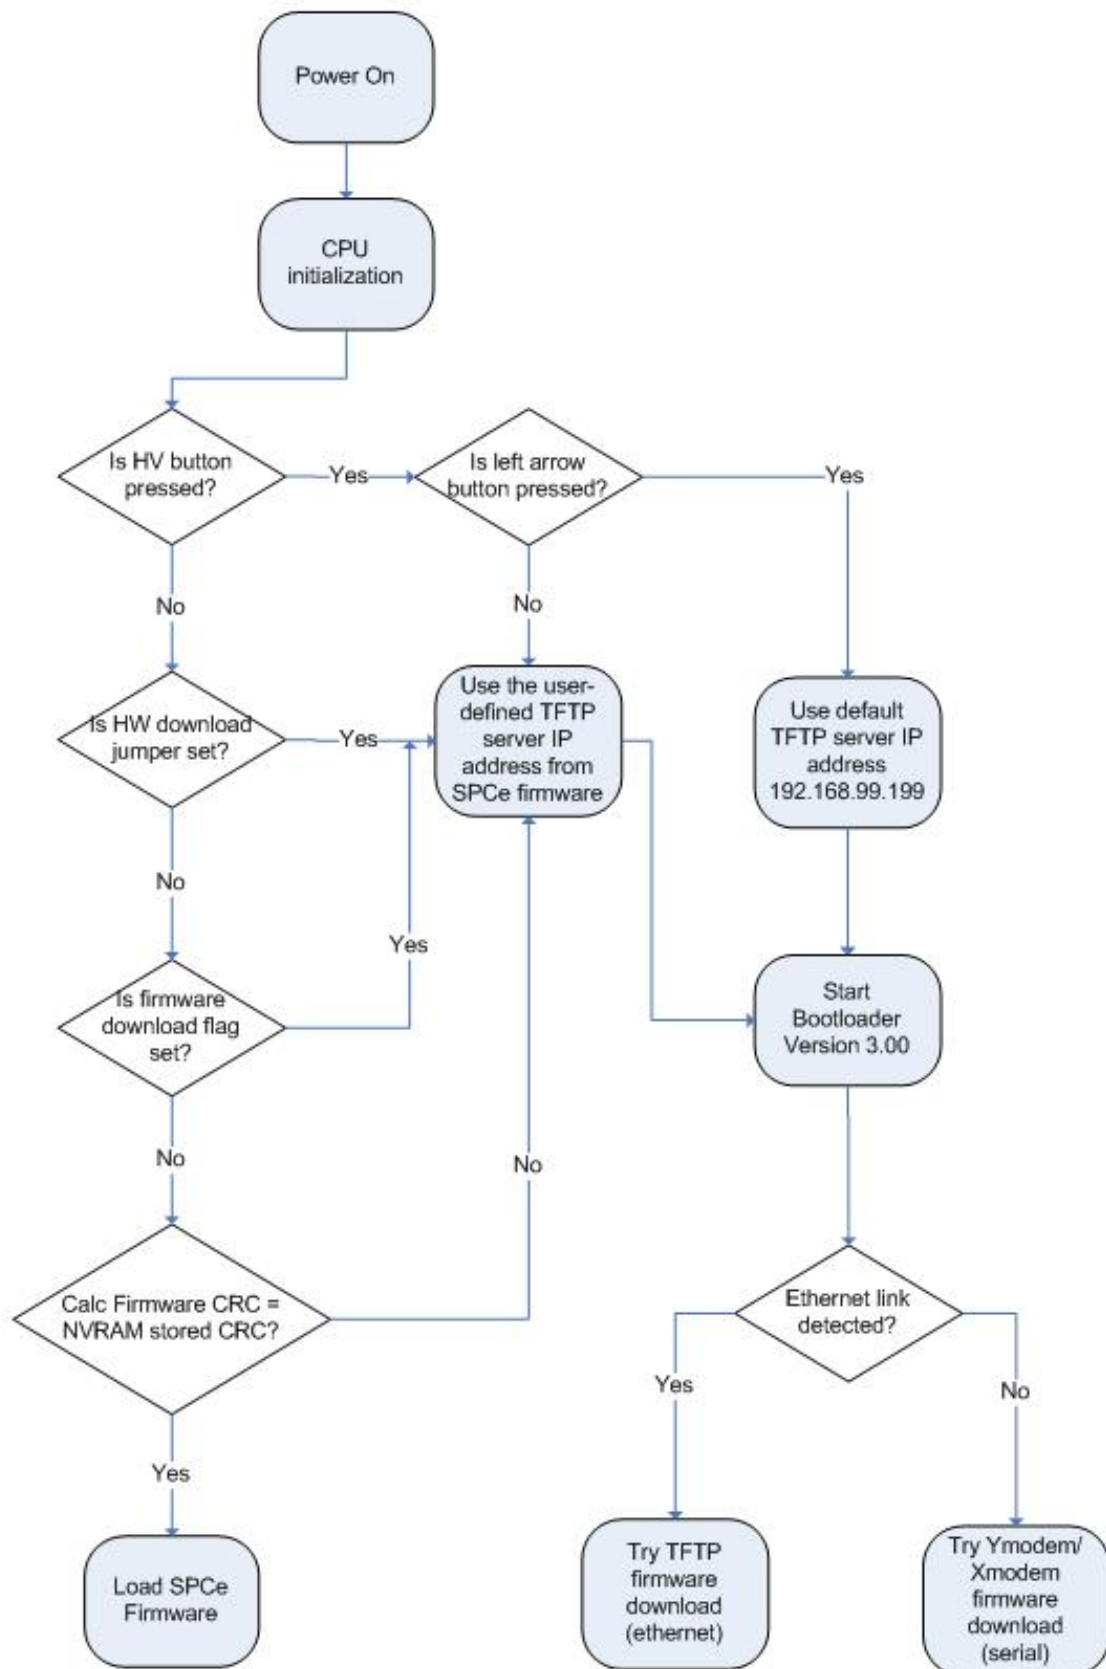 Power On
CPU
initialization
Is HV button
pressed?
Yes
Is left arrow
button pressed?
Yes
No
No
Is HW download
jumper set?
Yes
Use the user-
defined TFTP
server IP
address from
SPCe firmware
Use default
TFTP server IP
address
192.168.99.199
No
Yes
Is firmware
download flag
set?
Start
Bootloader
Version 3.00
No
No
Calc Firmware CRC =
NVRAM stored CRC?
Ethernet link
detected?
Yes
No
Yes
Load SPCe
Firmware
Try TFTP
firmware
download
(ethernet)
Try Ymodem/
Xmodem
firmware
download
(serial)